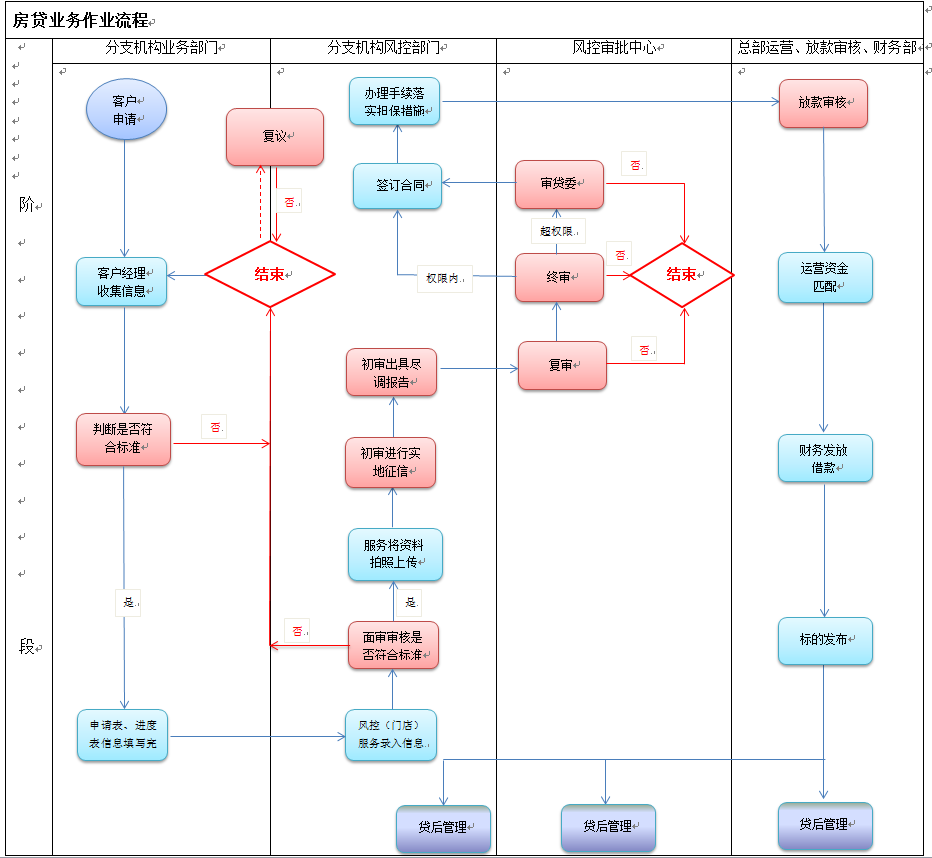 房贷业务作业流程
分支机构业务部门
分支机构风控部门
风控审批中心
总部运营、放款审核、财务部
阶
段
客户
申请
复议
否
结束
客户经理
收集信息
判断是否符
合标准
否
是
申请表、进度
表信息填写完
办理手续落
实担保措施
签订合同
权限内
初审出具尽
调报告
初审进行实
地征信
服务将资料
拍照上传
是
否
面审审核是
否符合标准
风控（门店）
服务录入信息
贷后管理
审贷委
否
超权限
终审
否
结束
复审
否
贷后管理
放款审核
运营资金
匹配
财务发放
借款
标的发布
贷后管理